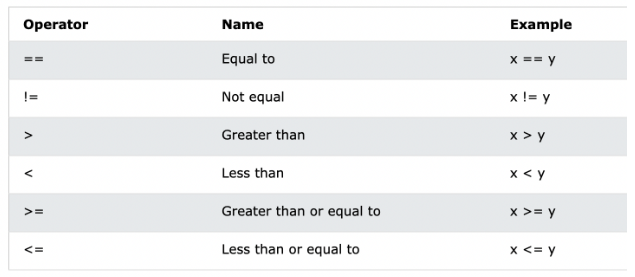 Operator Name Example
== Equal to x == y
!= Not equal x != y
> Greater than x > y
< Less than x < y
>= Greater than or equal to x >= y
<= Less than or equal to x <= y